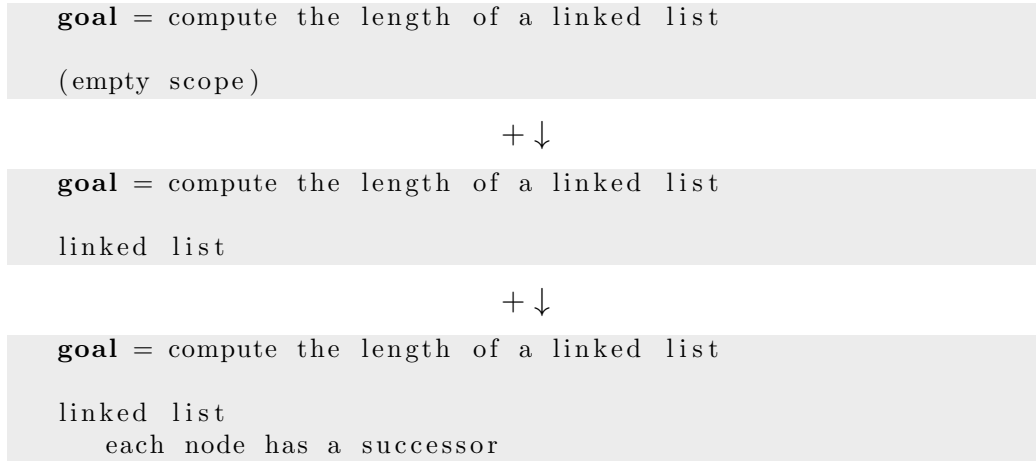 goal = compute the length of a linked list
(empty scope)
+ ↓
goal = compute the length of a linked list
linked list
+ ↓
goal = compute the length of a linked list
linked list
each node has a successor